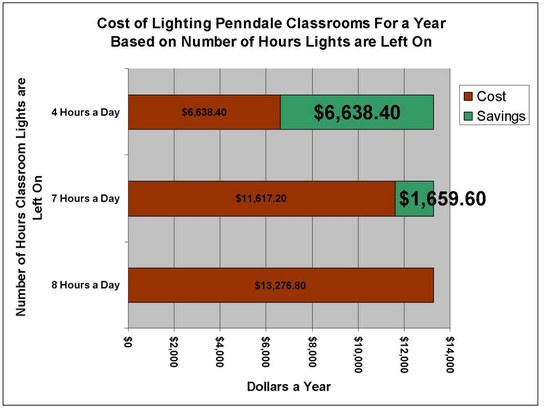 Cost of Lighting Penndale Classrooms For a Year
Based on Number of Hours Lights are Left On
Number of Hours Classroom Lights are
Left On
4 Hours a Day
$6,638.40
$6,638.40
Cost
Savings
7 Hours a Day
$11,617.20
$1,659.60
8 Hours a Day
$13,276.80
$0
$2,000
$4,000
$6,000
$8,000
$10,000
$12,000
$14,000
Dollars a Year